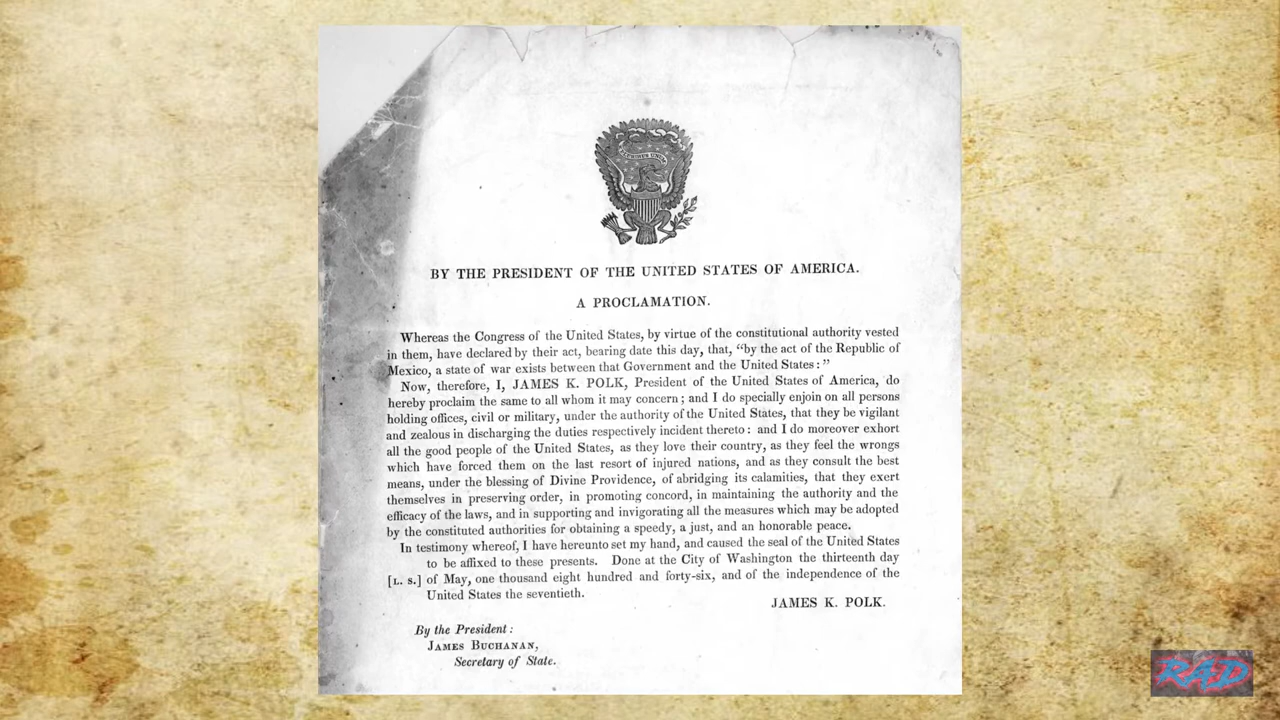 E PLURIBUS UNUM
BY THE PRESIDENT OF THE UNITED STATES OF AMERICA.
A PROCLAMATION.
Whereas the Congress of the United States, by virtue of the constitutional authority vested
in them, have declared by their act, bearing date this day, that, “by the act of the Republic of
Mexico, a state of war exists between that Government and the United States:”
Now, therefore, I, JAMES K. POLK, President of the United States of America, do
hereby proclaim the same to all whom it may concern; and I do specially enjoin on all persons
holding offices, civil or military, under the authority of the United States, that they be vigilant
and zealous in discharging the duties respectively incident thereto: and I do moreover exhort
all the good people of the United States, as they love their country, as they feel the wrongs
which have forced them on the last resort of injured nations, and as they consult the best
means, under the blessing of Divine Providence, of abridging its calamities, that they exert
themselves in preserving order, in promoting concord, in maintaining the authority and the
efficacy of the laws, and in supporting and invigorating all the measures which may be adopted
by the constituted authorities for obtaining a speedy, a just, and an honorable peace.
In testimony whereof, I have hereunto set my hand, and caused the seal of the United States
to be affixed to these presents. Done at the City of Washington the thirteenth day
[L. S.] of May, one thousand eight hundred and forty-six, and of the independence of the
United States the seventieth.
JAMES K. POLK.
By the President:
JAMES BUCHANAN,
Secretary of State.
RAD